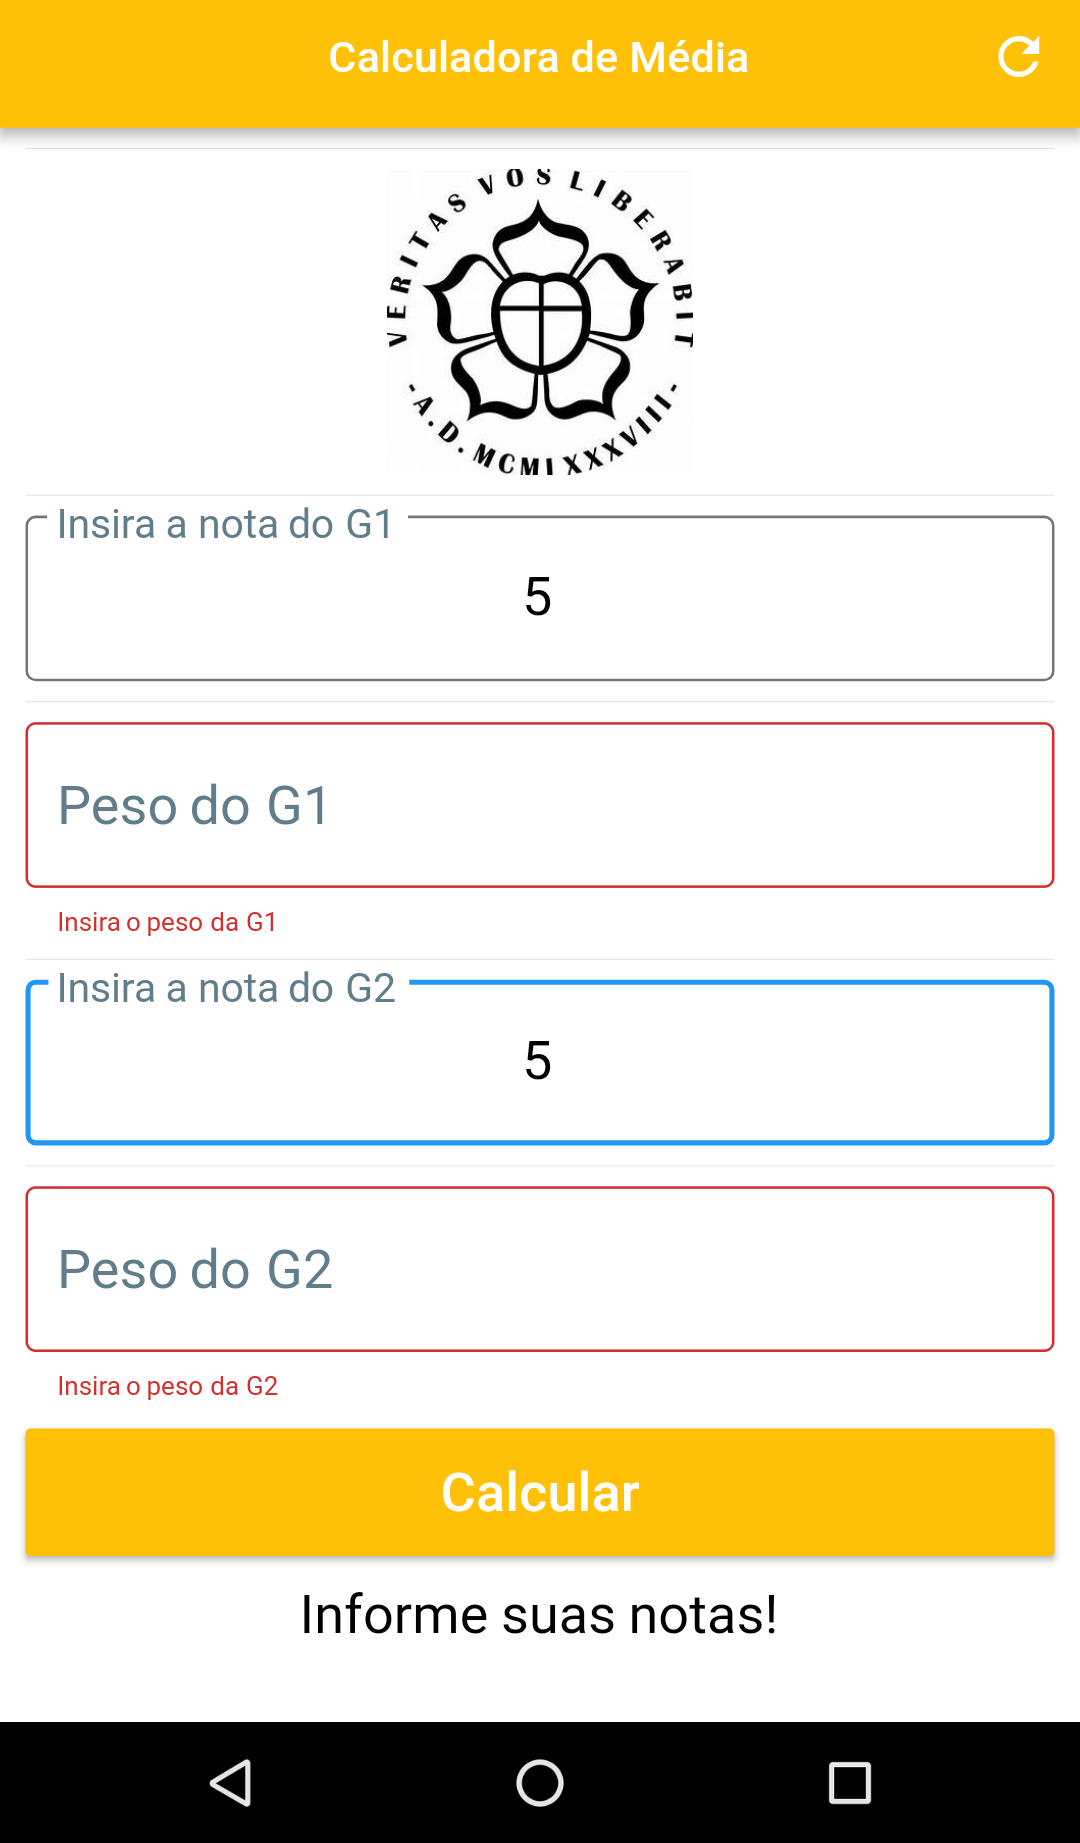 Calculadora de Média
VERITAS VOS LIBERABIT
-A.D. MCMLXXXVIII-
Insira a nota do G1
5
Peso do G1
Insira o peso da G1
Insira a nota do G2
5
Peso do G2
Insira o peso da G2
Calcular
Informe suas notas!